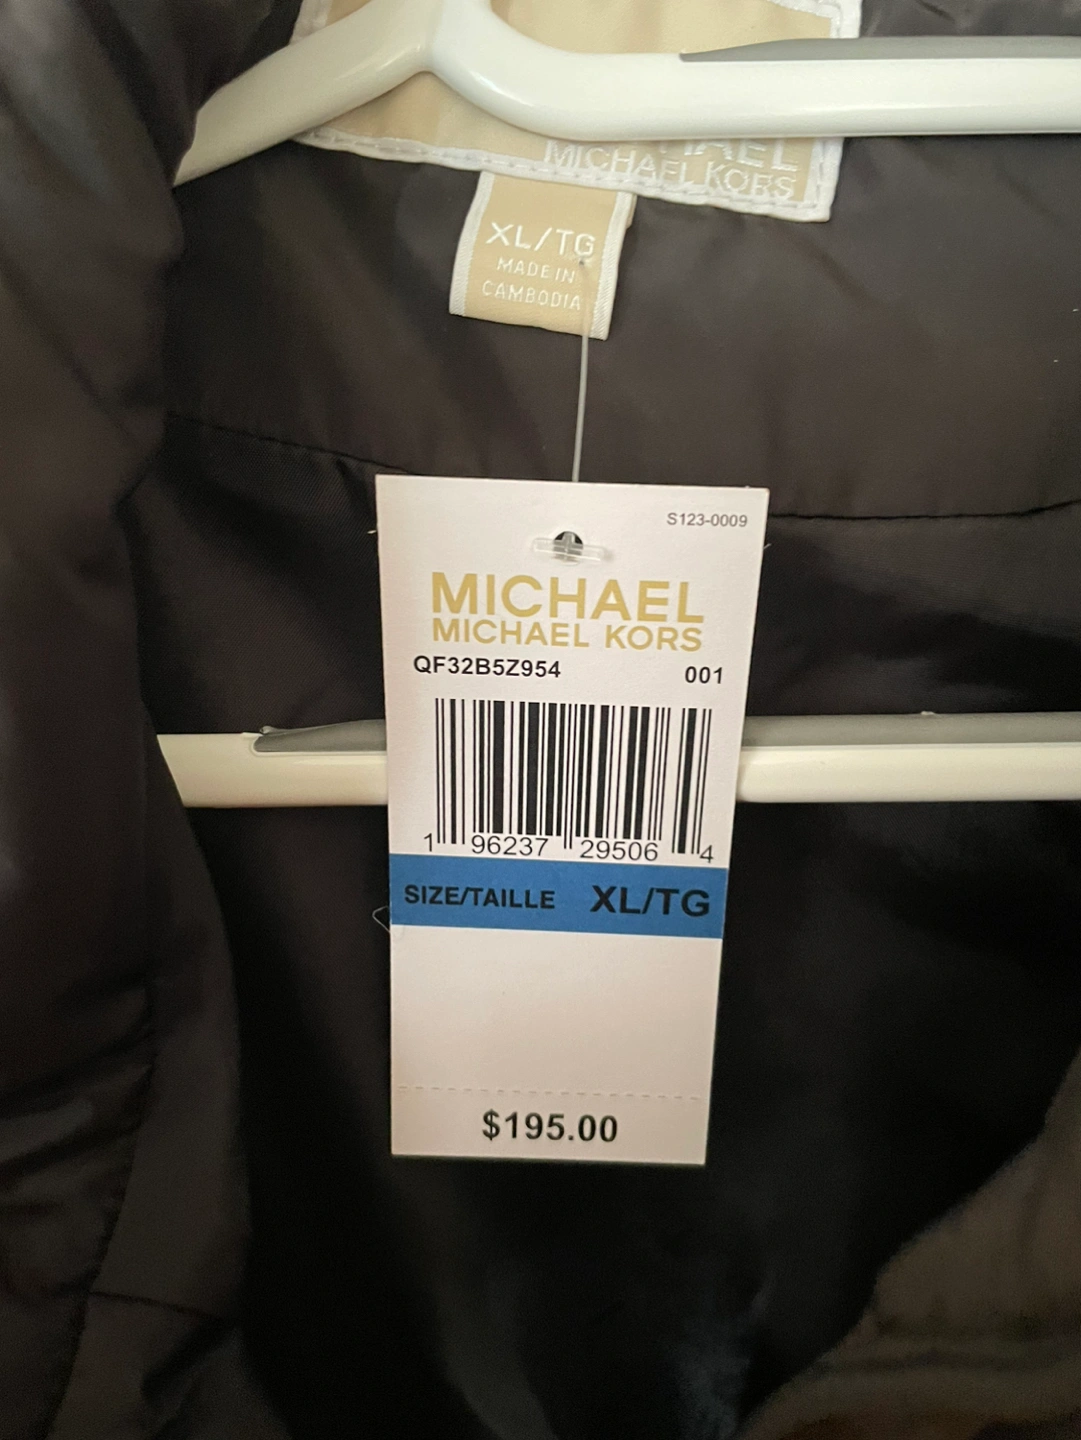 MICHAEL KORS
XL/TG
MADE IN
CAMBODIA
S123-0009
MICHAEL
MICHAEL KORS
QF32B5Z954 001
1 96237 29506 4
SIZE/TAILLE XL/TG
$195.00